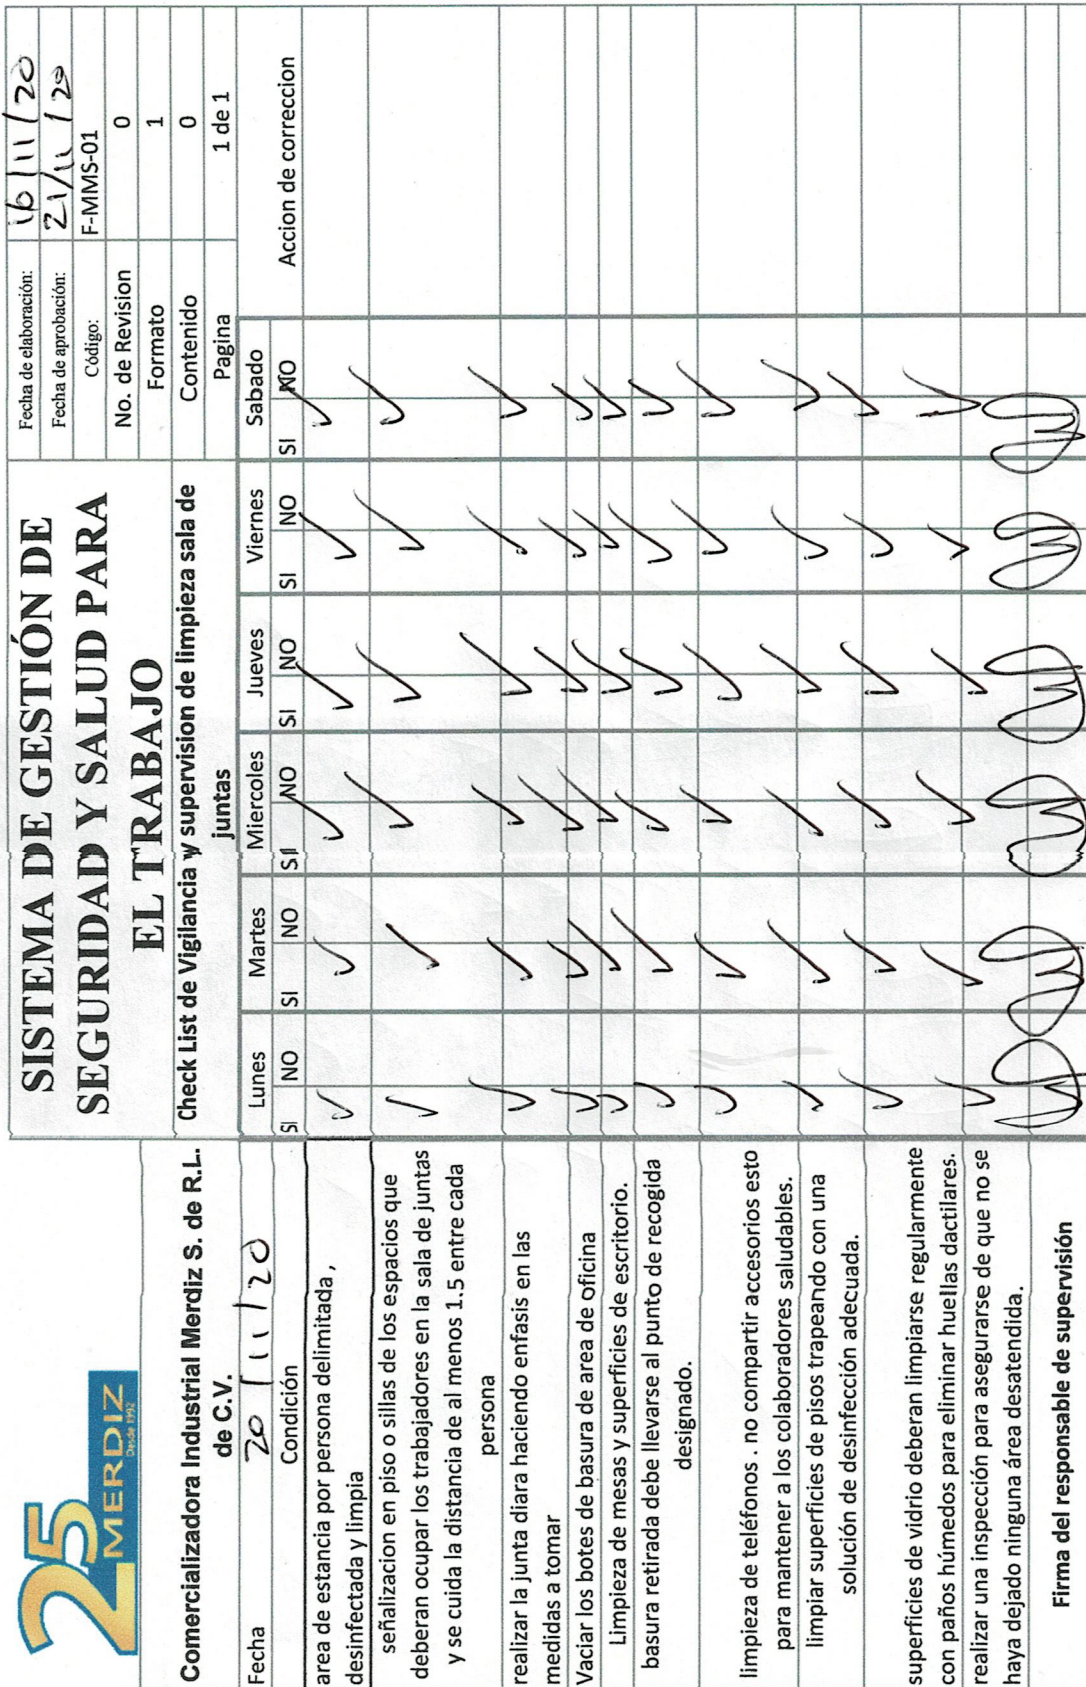 25
MERDIZ
Desde 1992
SISTEMA DE GESTIÓN DE
SEGURIDAD Y SALUD PARA
EL TRABAJO
Fecha de elaboración: 16/11/20
Fecha de aprobación: 21/11/20
Código: F-MMS-01
No. de Revision 0
Formato 1
Contenido 0
Pagina 1 de 1
Comercializadora Industrial Merdiz S. de R.L.
de C.V.
Check List de Vigilancia y supervision de limpieza sala de
juntas
Fecha 20/11/20
Lunes Martes Miercoles Jueves Viernes Sabado
Accion de correccion
Condición SI NO SI NO SI NO SI NO SI NO SI NO
area de estancia por persona delimitada ,
desinfectada y limpia
señalizacion en piso o sillas de los espacios que
deberan ocupar los trabajadores en la sala de juntas
y se cuida la distancia de al menos 1.5 entre cada
persona
realizar la junta diara haciendo enfasis en las
medidas a tomar
Vaciar los botes de basura de area de oficina
Limpieza de mesas y superficies de escritorio.
basura retirada debe llevarse al punto de recogida
designado.
limpieza de teléfonos . no compartir accesorios esto
para mantener a los colaboradores saludables.
limpiar superficies de pisos trapeando con una
solución de desinfección adecuada.
superficies de vidrio deberan limpiarse regularmente
con paños húmedos para eliminar huellas dactilares.
realizar una inspección para asegurarse de que no se
haya dejado ninguna área desatendida.
Firma del responsable de supervisión